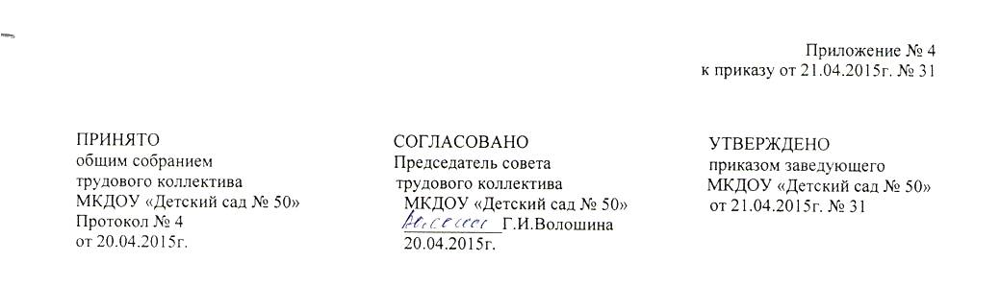 Приложение № 4
к приказу от 21.04.2015г. № 31
ПРИНЯТО
общим собранием
трудового коллектива
МКДОУ «Детский сад № 50»
Протокол № 4
от 20.04.2015г.
СОГЛАСОВАНО
Председатель совета
трудового коллектива
МКДОУ «Детский сад № 50»
Г.И.Волошина
20.04.2015г.
УТВЕРЖДЕНО
приказом заведующего
МКДОУ «Детский сад № 50»
от 21.04.2015г. № 31